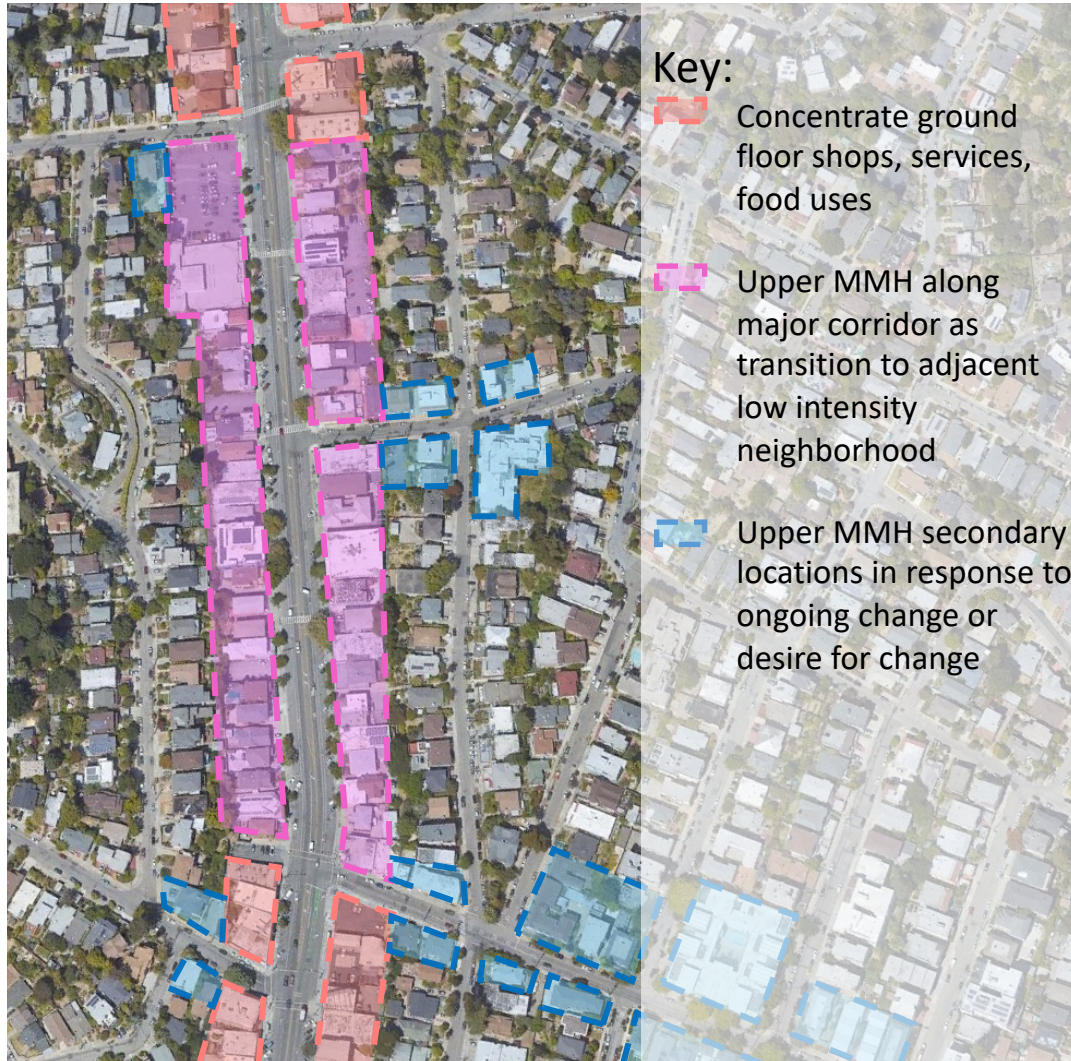 Key:
Concentrate ground
floor shops, services,
food uses
Upper MMH along
major corridor as
transition to adjacent
low intensity
neighborhood
Upper MMH secondary
locations in response to
ongoing change or
desire for change